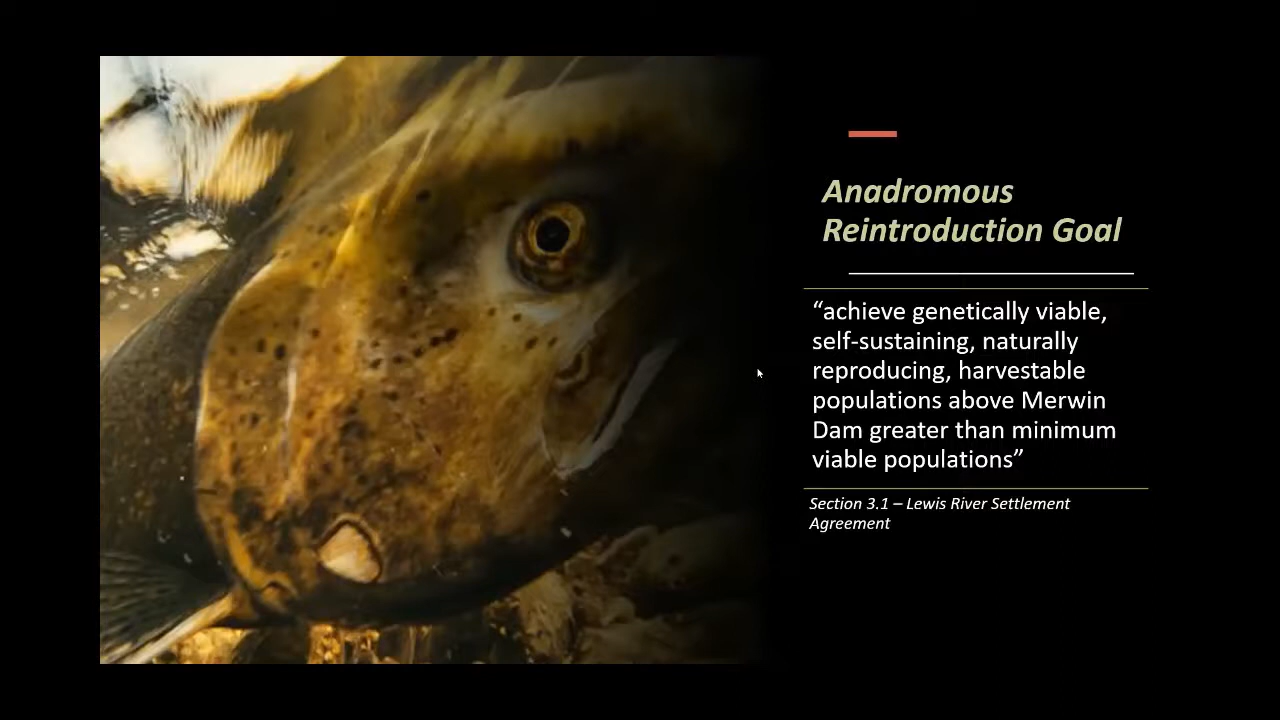 Anadromous
Reintroduction Goal
“achieve genetically viable,
self-sustaining, naturally
reproducing, harvestable
populations above Merwin
Dam greater than minimum
viable populations”
Section 3.1 – Lewis River Settlement
Agreement